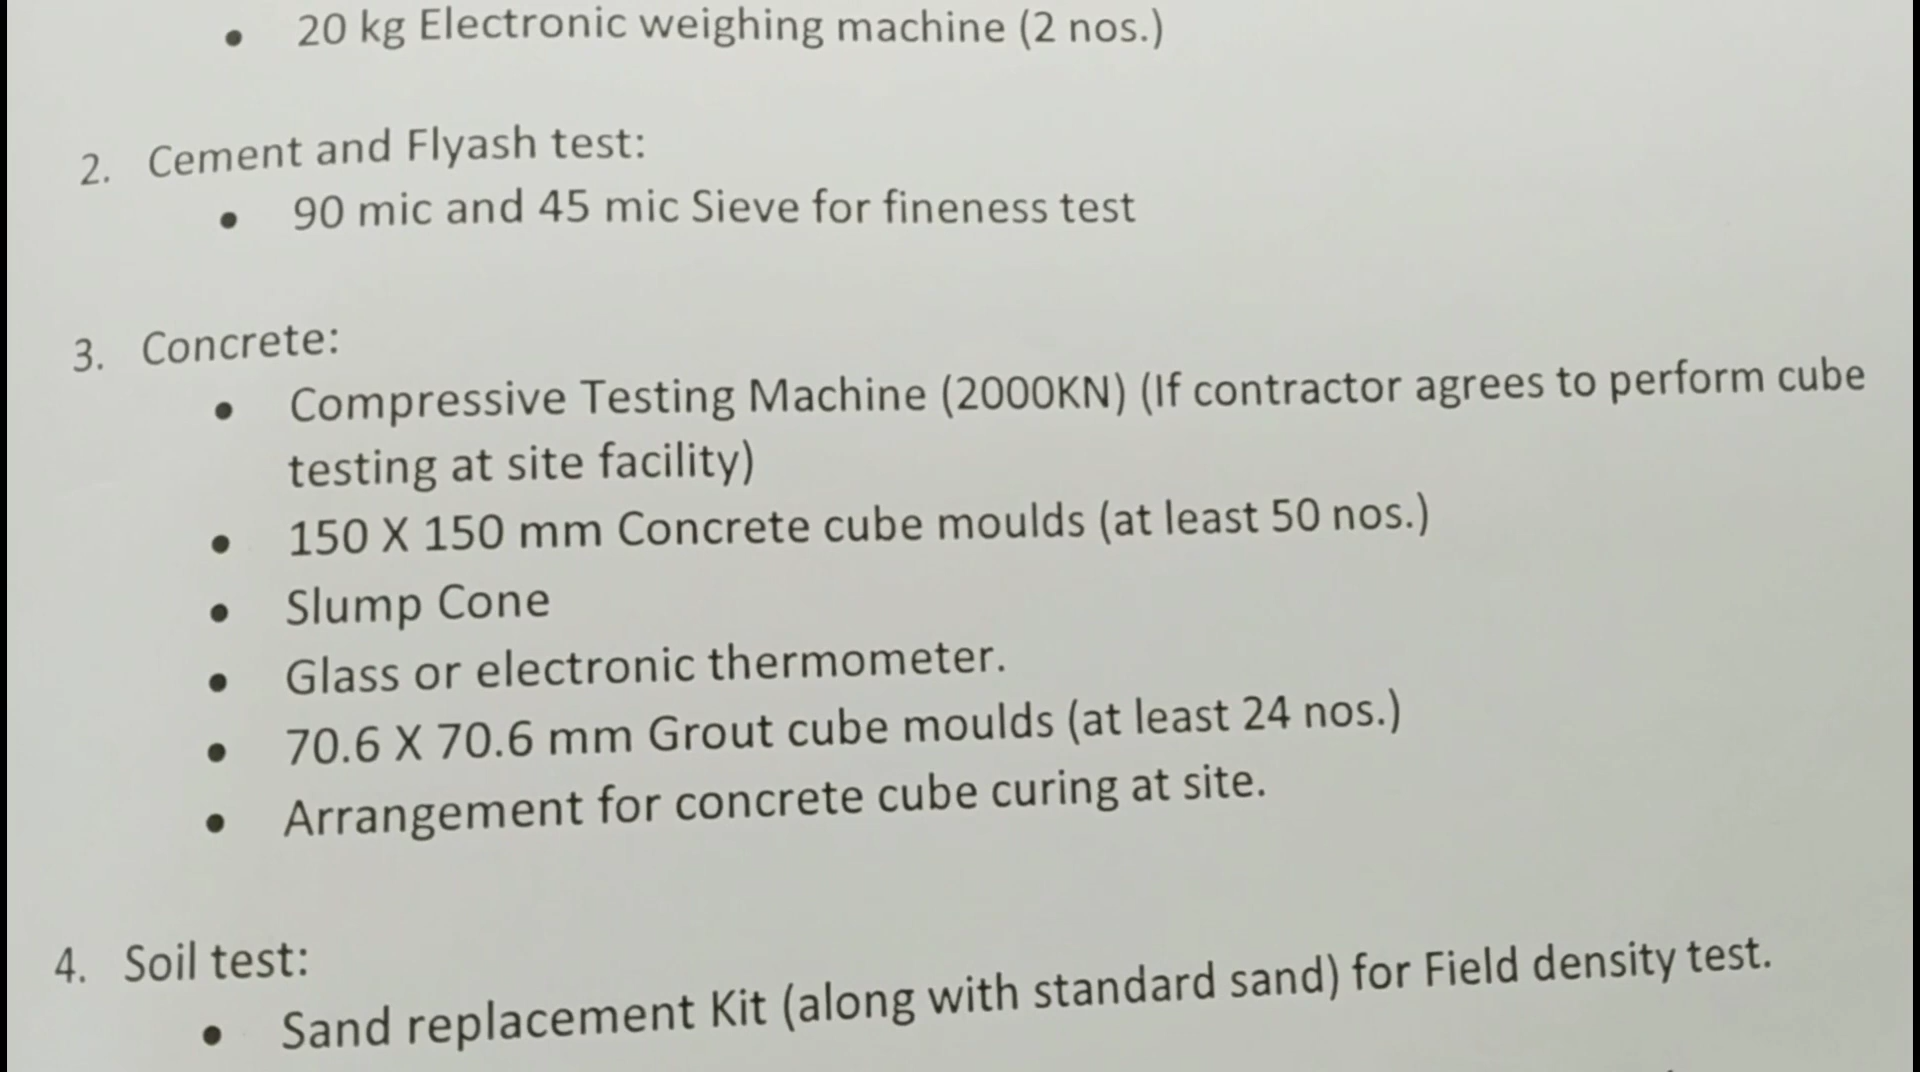 • 20 kg Electronic weighing machine (2 nos.)
2. Cement and Flyash test:
• 90 mic and 45 mic Sieve for fineness test
3. Concrete:
• Compressive Testing Machine (2000KN) (If contractor agrees to perform cube
testing at site facility)
• 150 X 150 mm Concrete cube moulds (at least 50 nos.)
• Slump Cone
• Glass or electronic thermometer.
• 70.6 X 70.6 mm Grout cube moulds (at least 24 nos.)
• Arrangement for concrete cube curing at site.
4. Soil test:
• Sand replacement Kit (along with standard sand) for Field density test.